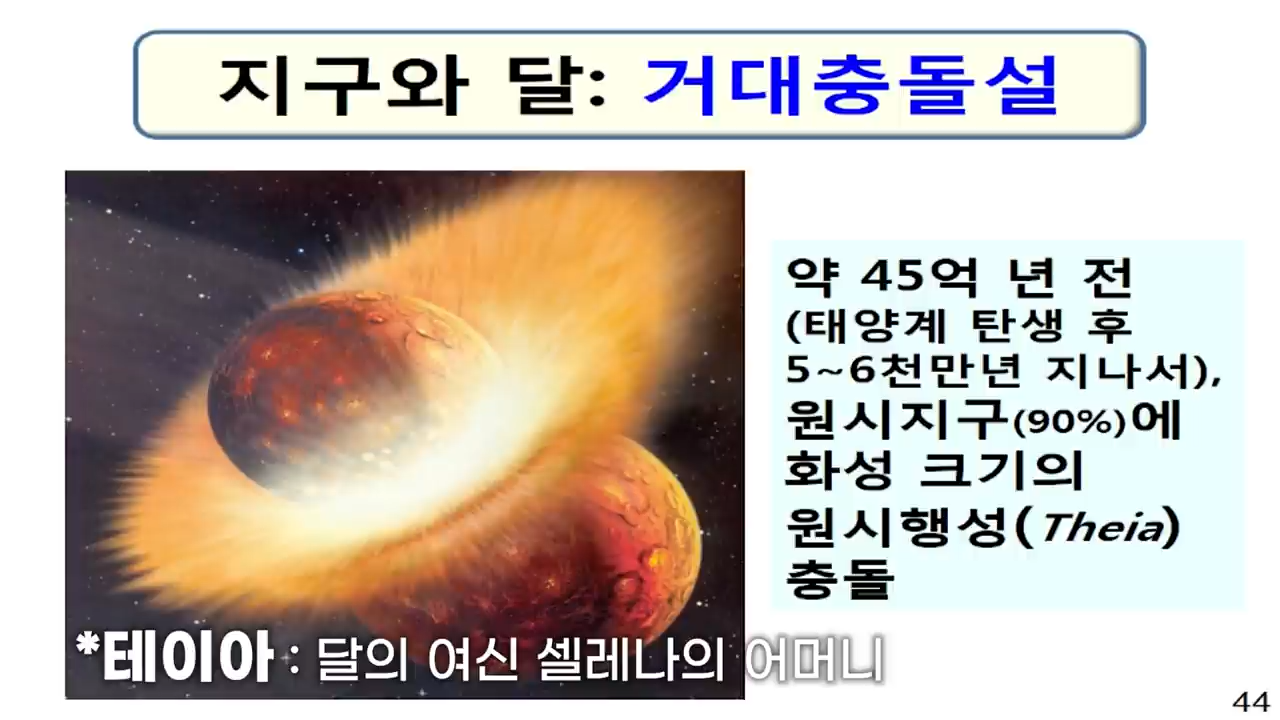 지구와 달: 거대충돌설
약 45억 년 전
(태양계 탄생 후
5~6천만년 지나서),
원시지구(90%)에
화성 크기의
원시행성(Theia)
충돌
*테이아 : 달의 여신 셀레나의 어머니
44